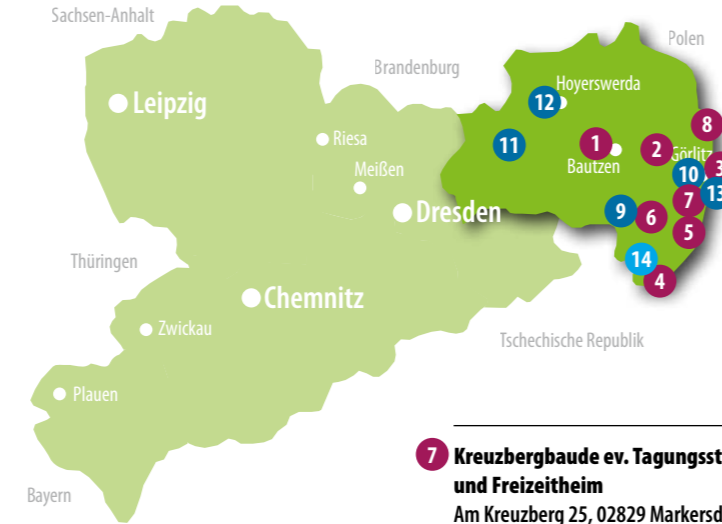 Sachsen-Anhalt
Polen
Brandenburg
Hoyerswerda
Leipzig
12
8
Riesa
11
1
2
Görlitz
3
Bautzen
Meißen
10
13
7
Dresden
9
6
5
Thüringen
14
4
Chemnitz
Zwickau
Tschechische Republik
Plauen
7 Kreuzbergbaude ev.
und Freizeitheim
Bayern
Am Kreuzberg 25, 02829